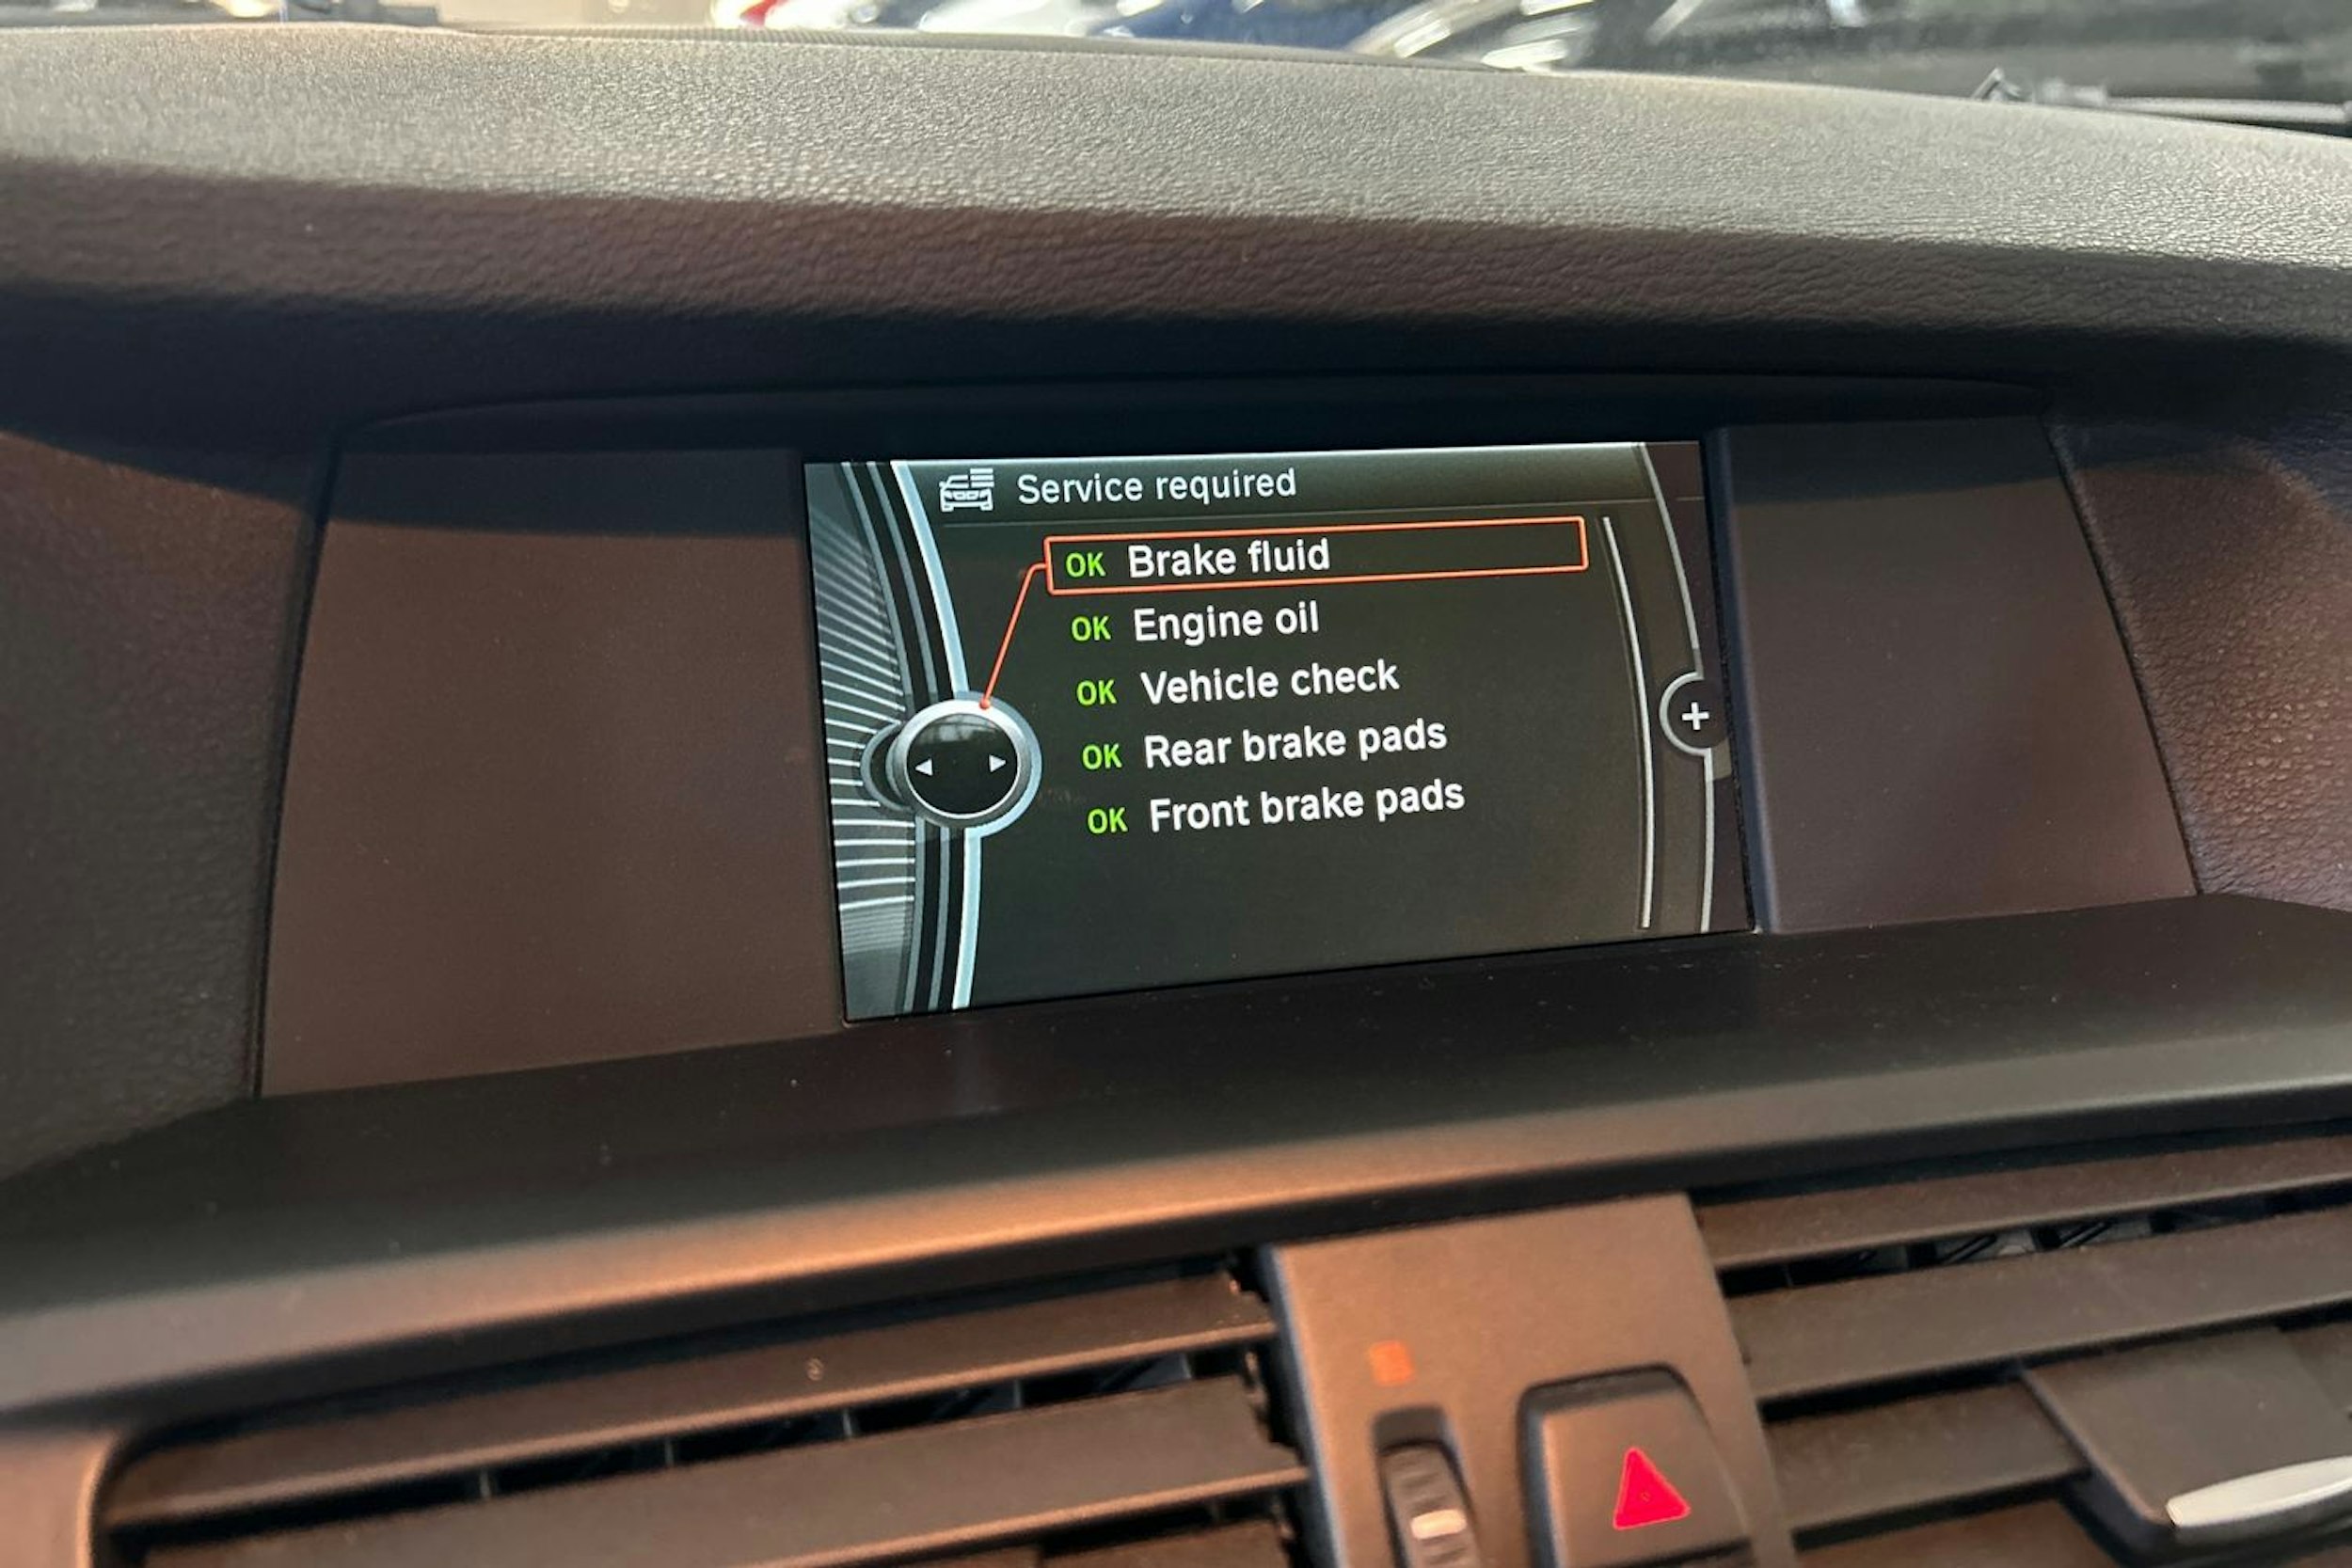 Service required
OK Brake fluid
OK Engine oil
OK Vehicle check
OK Rear brake pads
OK Front brake pads